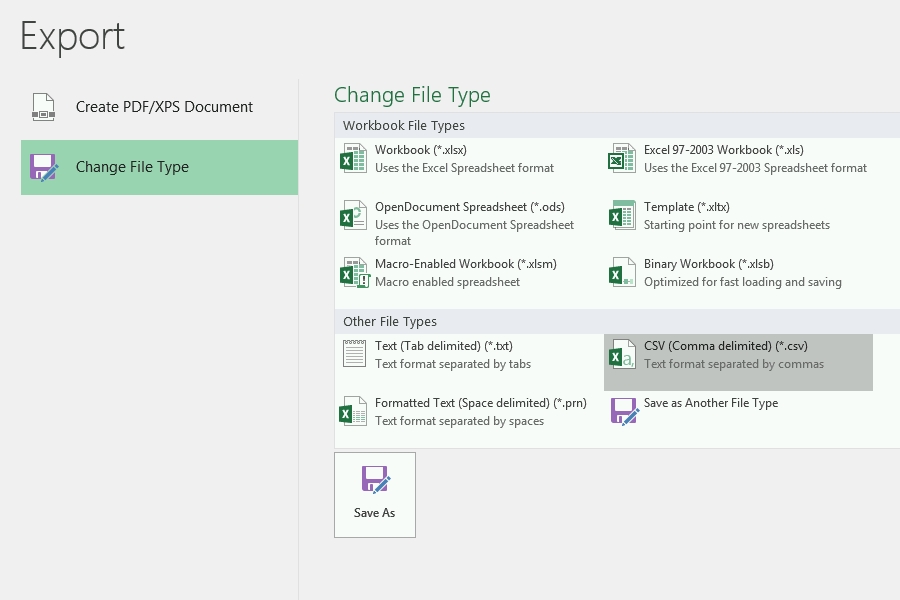 Export
Create PDF/XPS Document
Change File Type
Change File Type
Workbook File Types
Workbook (*.xlsx)
Uses the Excel Spreadsheet format
Excel 97-2003 Workbook (*.xls)
Uses the Excel 97-2003 Spreadsheet format
OpenDocument Spreadsheet (*.ods)
Uses the OpenDocument Spreadsheet
format
Template (*.xltx)
Starting point for new spreadsheets
Macro-Enabled Workbook (*.xlsm)
Macro enabled spreadsheet
Binary Workbook (*.xlsb)
Optimized for fast loading and saving
Other File Types
Text (Tab delimited) (*.txt)
Text format separated by tabs
CSV (Comma delimited) (*.csv)
Text format separated by commas
Formatted Text (Space delimited) (*.prn)
Text format separated by spaces
Save as Another File Type
Save As